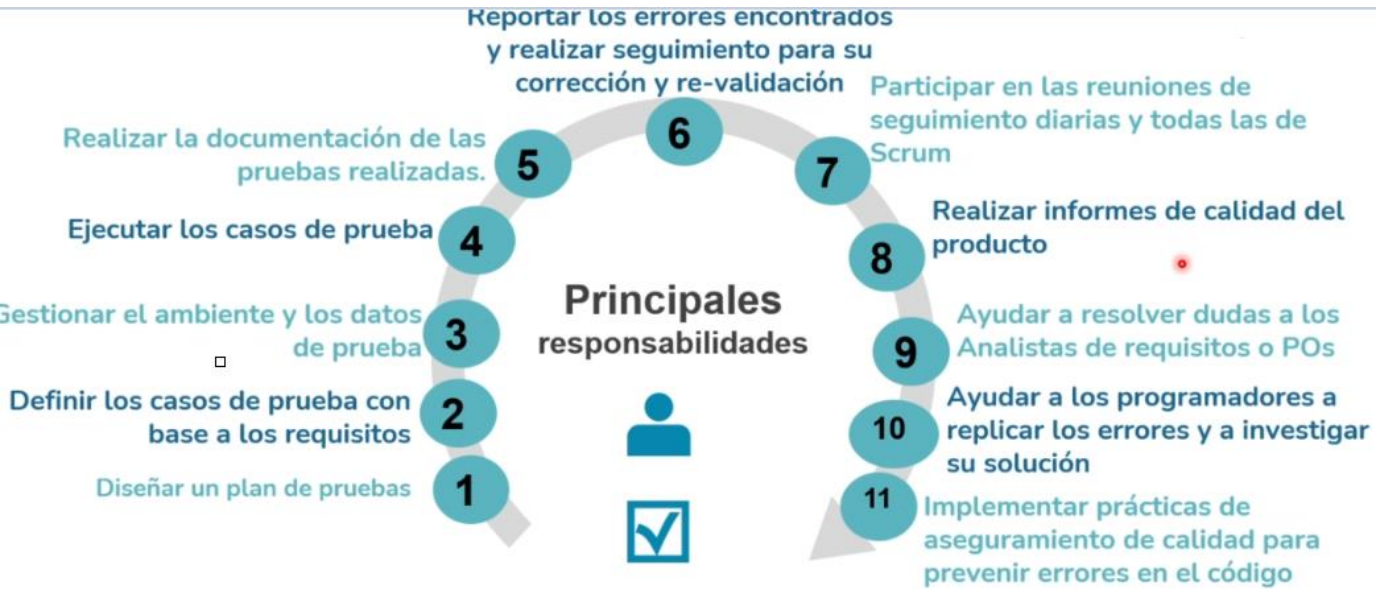 Reportar los errores encontrados
y realizar seguimiento para su
corrección y re-validación
Participar en las reuniones de
seguimiento diarias y todas las de
Scrum
Realizar la documentación de las
pruebas realizadas.
Ejecutar los casos de prueba
Realizar informes de calidad del
producto
Principales
responsabilidades
Gestionar el ambiente y los datos
de prueba
Ayudar a resolver dudas a los
Analistas de requisitos o POs
Definir los casos de prueba con
base a los requisitos
Ayudar a los programadores a
replicar los errores y a investigar
su solución
Diseñar un plan de pruebas
Implementar prácticas de
aseguramiento de calidad para
prevenir errores en el código
1
2
3
4
5
6
7
8
9
10
11